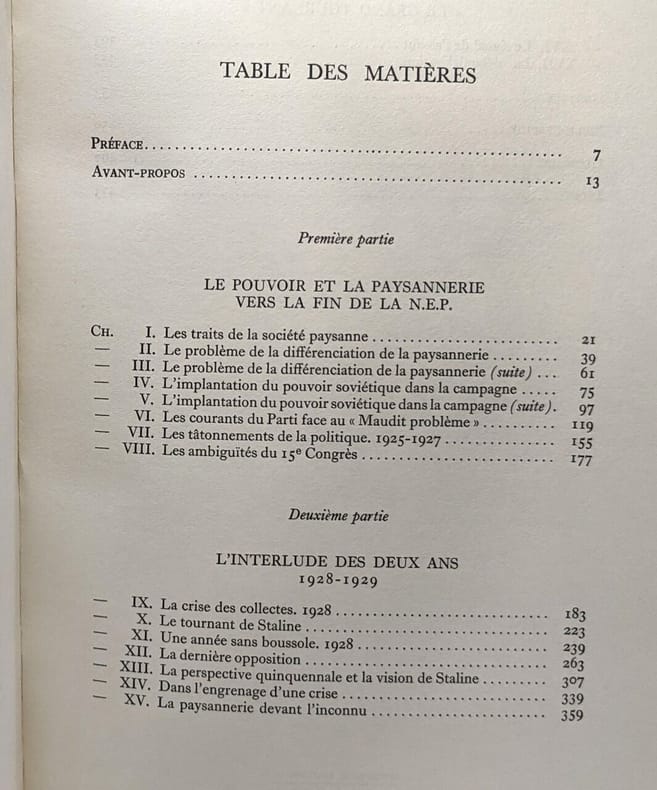 TABLE DES MATIÈRES
PRÉFACE ........ 7
AVANT-PROPOS ........ 13
Première partie
LE POUVOIR ET LA PAYSANNERIE
VERS LA FIN DE LA N.E.P.
CH. I. Les traits de la société paysanne ........ 21
— II. Le problème de la différenciation de la paysannerie ........ 39
— III. Le problème de la différenciation de la paysannerie (suite) ... 61
— IV. L'implantation du pouvoir soviétique dans la campagne ..... 75
— V. L'implantation du pouvoir soviétique dans la campagne (suite). 97
— VI. Les courants du Parti face au « Maudit problème » ........ 119
— VII. Les tâtonnements de la politique. 1925-1927 ........ 155
— VIII. Les ambiguïtés du 15e Congrès ........ 177
Deuxième partie
L'INTERLUDE DES DEUX ANS
1928-1929
— IX. La crise des collectes. 1928 ........ 183
— X. Le tournant de Staline ........ 223
— XI. Une année sans boussole. 1928 ........ 239
— XII. La dernière opposition ........ 263
— XIII. La perspective quinquennale et la vision de Staline ........ 307
— XIV. Dans l'engrenage d'une crise ........ 339
— XV. La paysannerie devant l'inconnu ........ 359